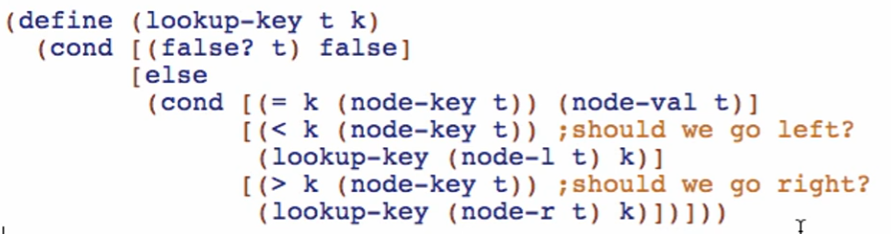 (define (lookup-key t k)
  (cond [(false? t) false]
        [else
         (cond [(= k (node-key t)) (node-val t)]
               [(< k (node-key t)) ;should we go left?
                (lookup-key (node-l t) k)]
               [(> k (node-key t)) ;should we go right?
                (lookup-key (node-r t) k)])]))